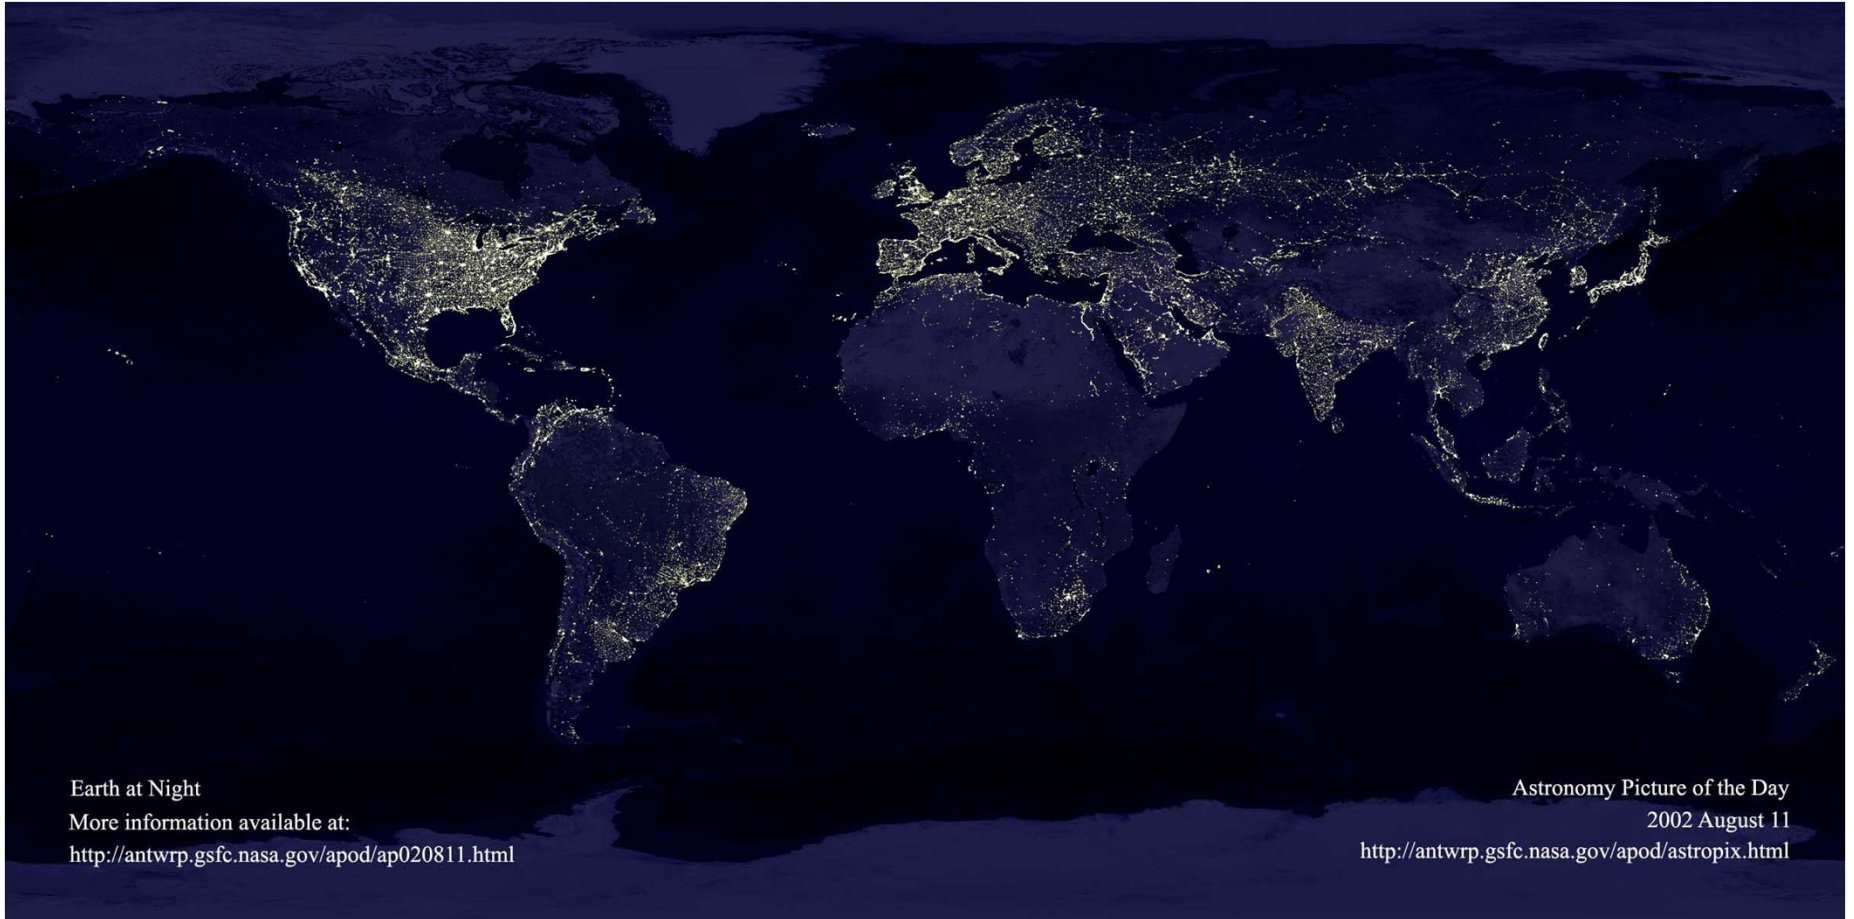 Earth at Night
More information available at:
http://antwrp.gsfc.nasa.gov/apod/ap020811.html
Astronomy Picture of the Day
2002 August 11
http://antwrp.gsfc.nasa.gov/apod/astropix.html